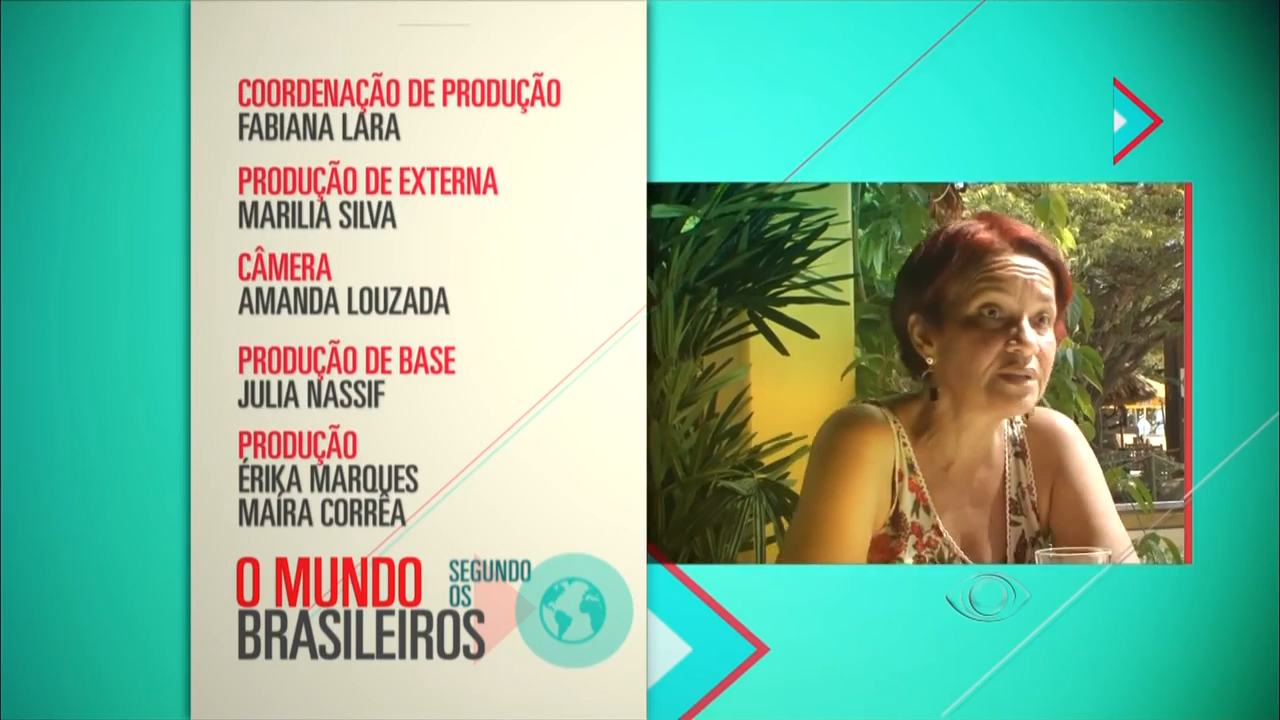 COORDENAÇÃO DE PRODUÇÃO
FABIANA LARA
PRODUÇÃO DE EXTERNA
MARILIA SILVA
CÂMERA
AMANDA LOUZADA
PRODUÇÃO DE BASE
JULIA NASSIF
PRODUÇÃO
ÉRIKA MARQUES
MAÍRA CORRÊA
O MUNDO SEGUNDO
OS
BRASILEIROS